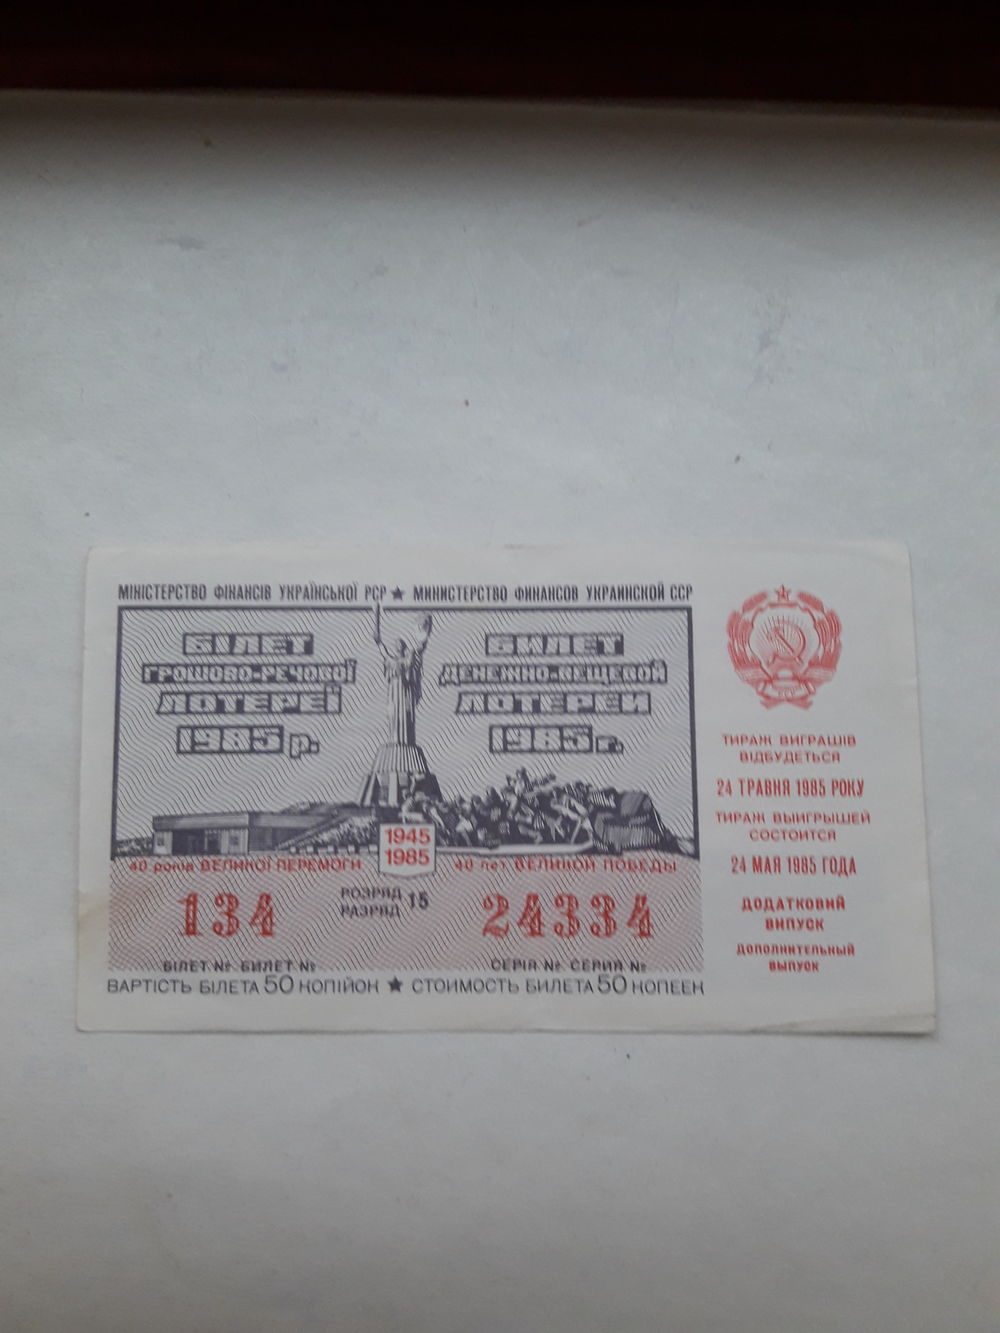 МІНІСТЕРСТВО ФІНАНСІВ УКРАЇНСЬКОЇ РСР ★ МИНИСТЕРСТВО ФИНАНСОВ УКРАИНСКОЙ ССР
БІЛЕТ
ГРОШОВО-РЕЧОВОЇ
ЛОТЕРЕЇ
1985 р.
БИЛЕТ
ДЕНЕЖНО-ВЕЩЕВОЙ
ЛОТЕРЕИ
1985 г.
1945
1985
40 років ВЕЛИКОЇ ПЕРЕМОГИ
40 лет ВЕЛИКОЙ ПОБЕДЫ
134
РОЗРЯД
РАЗРЯД 15
24334
БІЛЕТ № БИЛЕТ №
СЕРІЯ № СЕРИЯ №
ВАРТІСТЬ БІЛЕТА 50 КОПІЙОК ★ СТОИМОСТЬ БИЛЕТА 50 КОПЕЕК
ТИРАЖ ВИГРАШІВ
ВІДБУДЕТЬСЯ
24 ТРАВНЯ 1985 РОКУ
ТИРАЖ ВЫИГРЫШЕЙ
СОСТОИТСЯ
24 МАЯ 1985 ГОДА
ДОДАТКОВИЙ
ВИПУСК
ДОПОЛНИТЕЛЬНЫЙ
ВЫПУСК